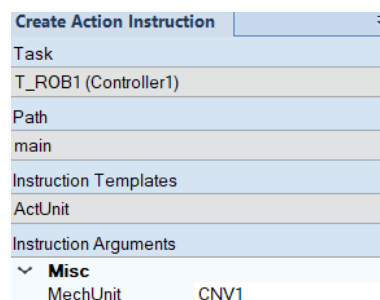 Create Action Instruction
Task
T_ROB1 (Controller1)
Path
main
Instruction Templates
ActUnit
Instruction Arguments
Misc
MechUnit CNV1